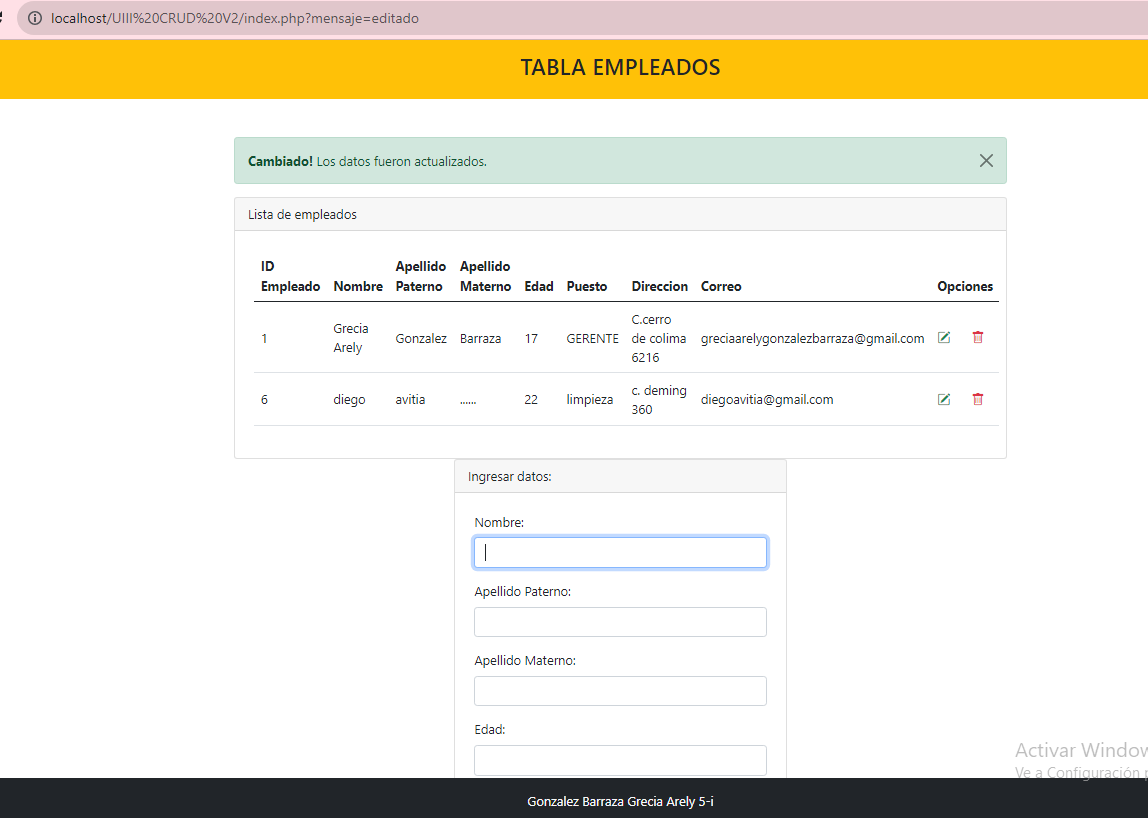 localhost/UIII%20CRUD%20V2/index.php?mensaje=editado
TABLA EMPLEADOS
Cambiado! Los datos fueron actualizados.
Lista de empleados
ID Empleado Nombre Apellido Paterno Apellido Materno Edad Puesto Direccion Correo Opciones
1 Grecia Arely Gonzalez Barraza 17 GERENTE C.cerro de colima 6216 greciaarelygonzalezbarraza@gmail.com
6 diego avitia ...... 22 limpieza c. deming 360 diegoavitia@gmail.com
Ingresar datos:
Nombre:
Apellido Paterno:
Apellido Materno:
Edad:
Activar Window
Ve a Configuración p
Gonzalez Barraza Grecia Arely 5-i